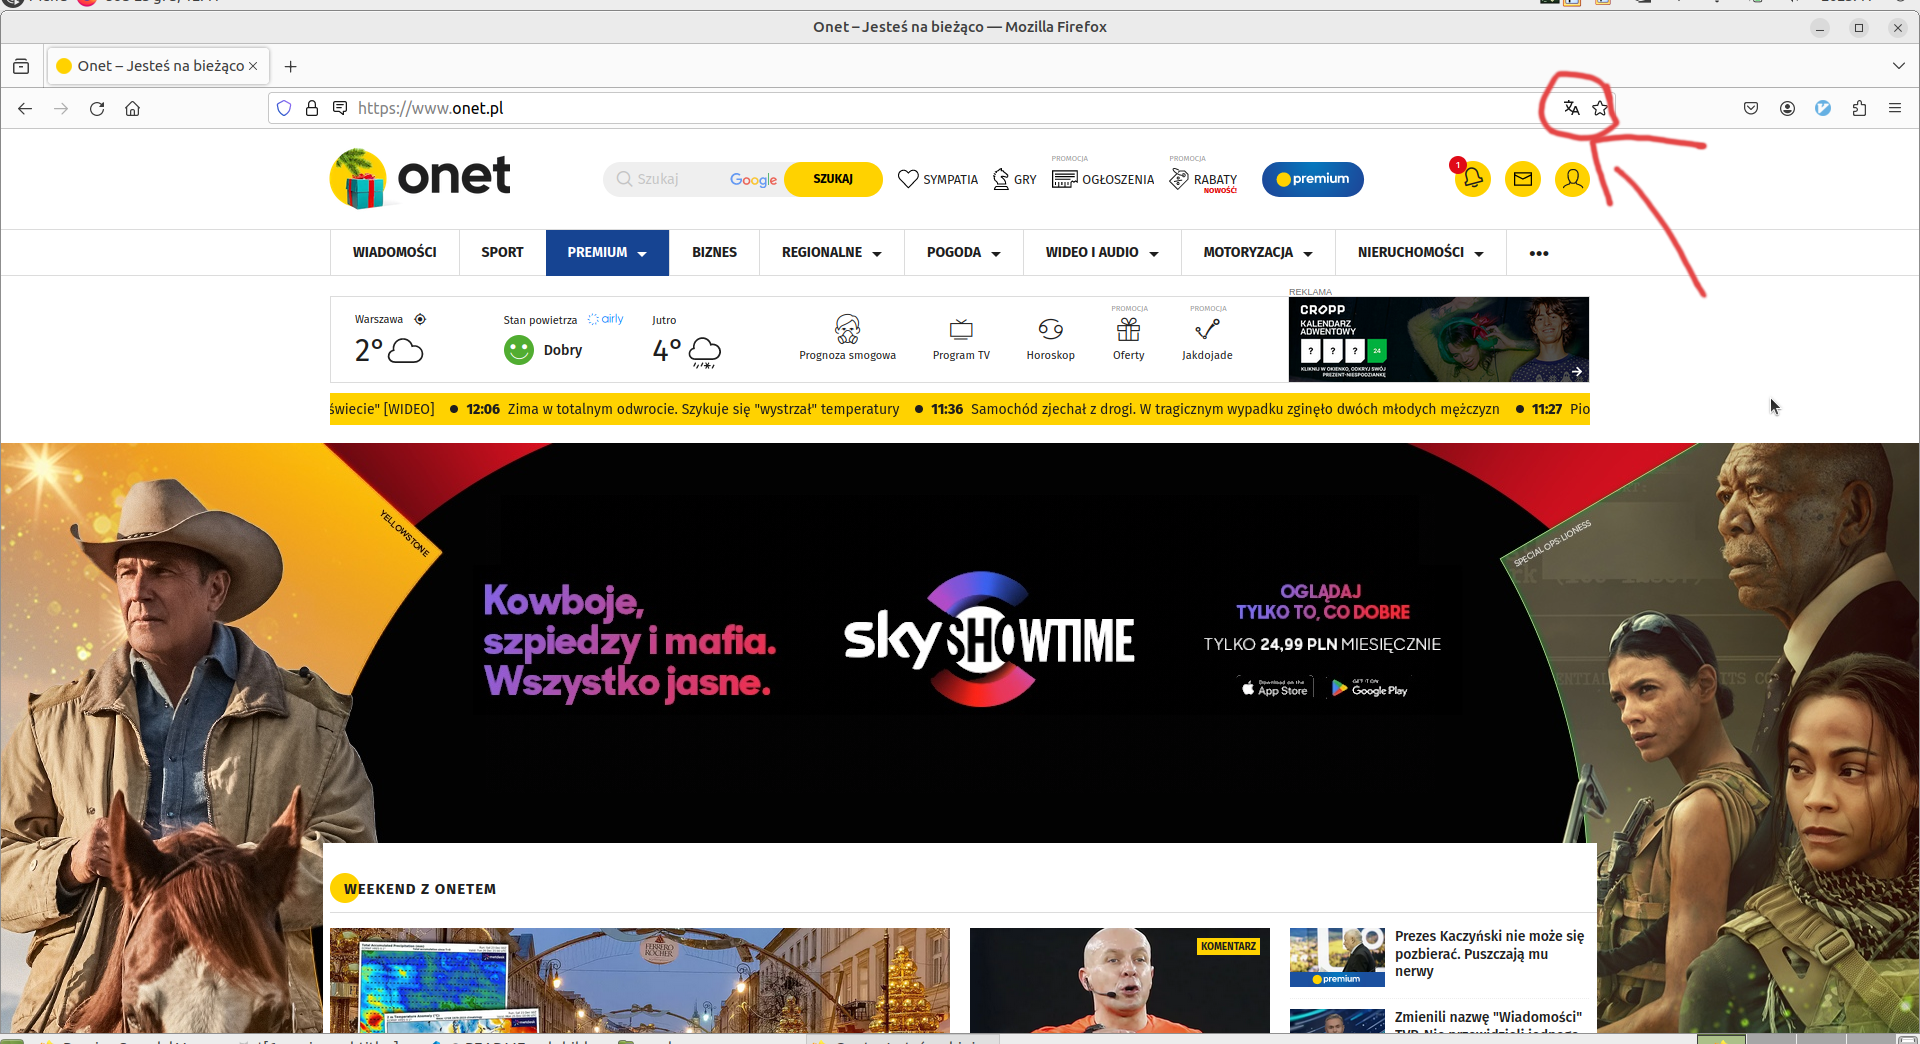 Onet – Jesteś na bieżąco — Mozilla Firefox
Onet – Jesteś na bieżąco
https://www.onet.pl
onet
Szukaj
Google
SZUKAJ
SYMPATIA
GRY
PROMOCJA
OGŁOSZENIA
PROMOCJA
RABATY
NOWOŚĆ!
premium
1
WIADOMOŚCI
SPORT
PREMIUM
BIZNES
REGIONALNE
POGODA
WIDEO I AUDIO
MOTORYZACJA
NIERUCHOMOŚCI
REKLAMA
Warszawa
2°
Stan powietrza
airly
Dobry
Jutro
4°
Prognoza smogowa
Program TV
Horoskop
PROMOCJA
Oferty
PROMOCJA
Jakdojade
CROPP
KALENDARZ
ADWENTOWY
? ? ? 24
KLIKNIJ W OKIENKO, ODKRYJ SWÓJ
PREZENT-NIESPODZIANKĘ
świecie" [WIDEO] ● 12:06 Zima w totalnym odwrocie. Szykuje się "wystrzał" temperatury ● 11:36 Samochód zjechał z drogi. W tragicznym wypadku zginęło dwóch młodych mężczyzn ● 11:27 Pio
YELLOWSTONE
SPECIAL OPS: LIONESS
Kowboje,
szpiedzy i mafia.
Wszystko jasne.
skySHOWTIME
OGLĄDAJ
TYLKO TO, CO DOBRE
TYLKO 24,99 PLN MIESIĘCZNIE
Download on the
App Store
GET IT ON
Google Play
WEEKEND Z ONETEM
FERRERO
ROCHER
KOMENTARZ
premium
Prezes Kaczyński nie może się
pozbierać. Puszczają mu
nerwy
Zmienili nazwę "Wiadomości"